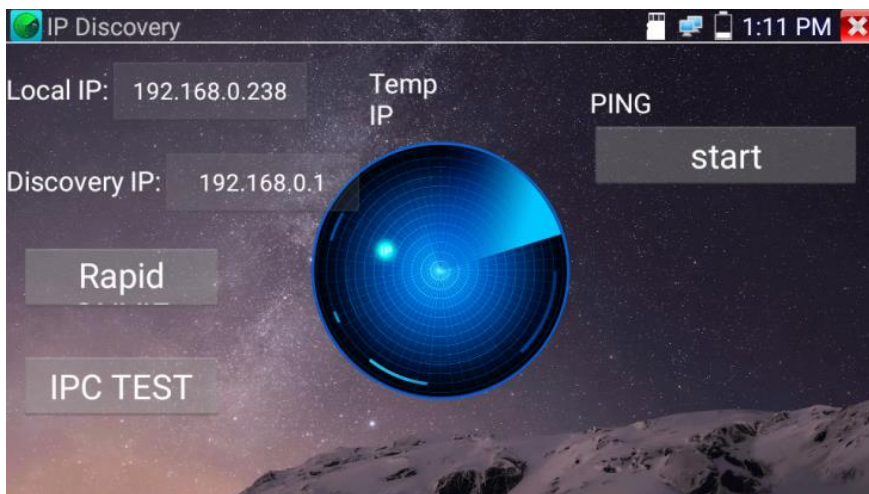 IP Discovery
1:11 PM
Local IP: 192.168.0.238
Temp
IP
PING
start
Discovery IP: 192.168.0.1
IP
Rapid
IPC TEST